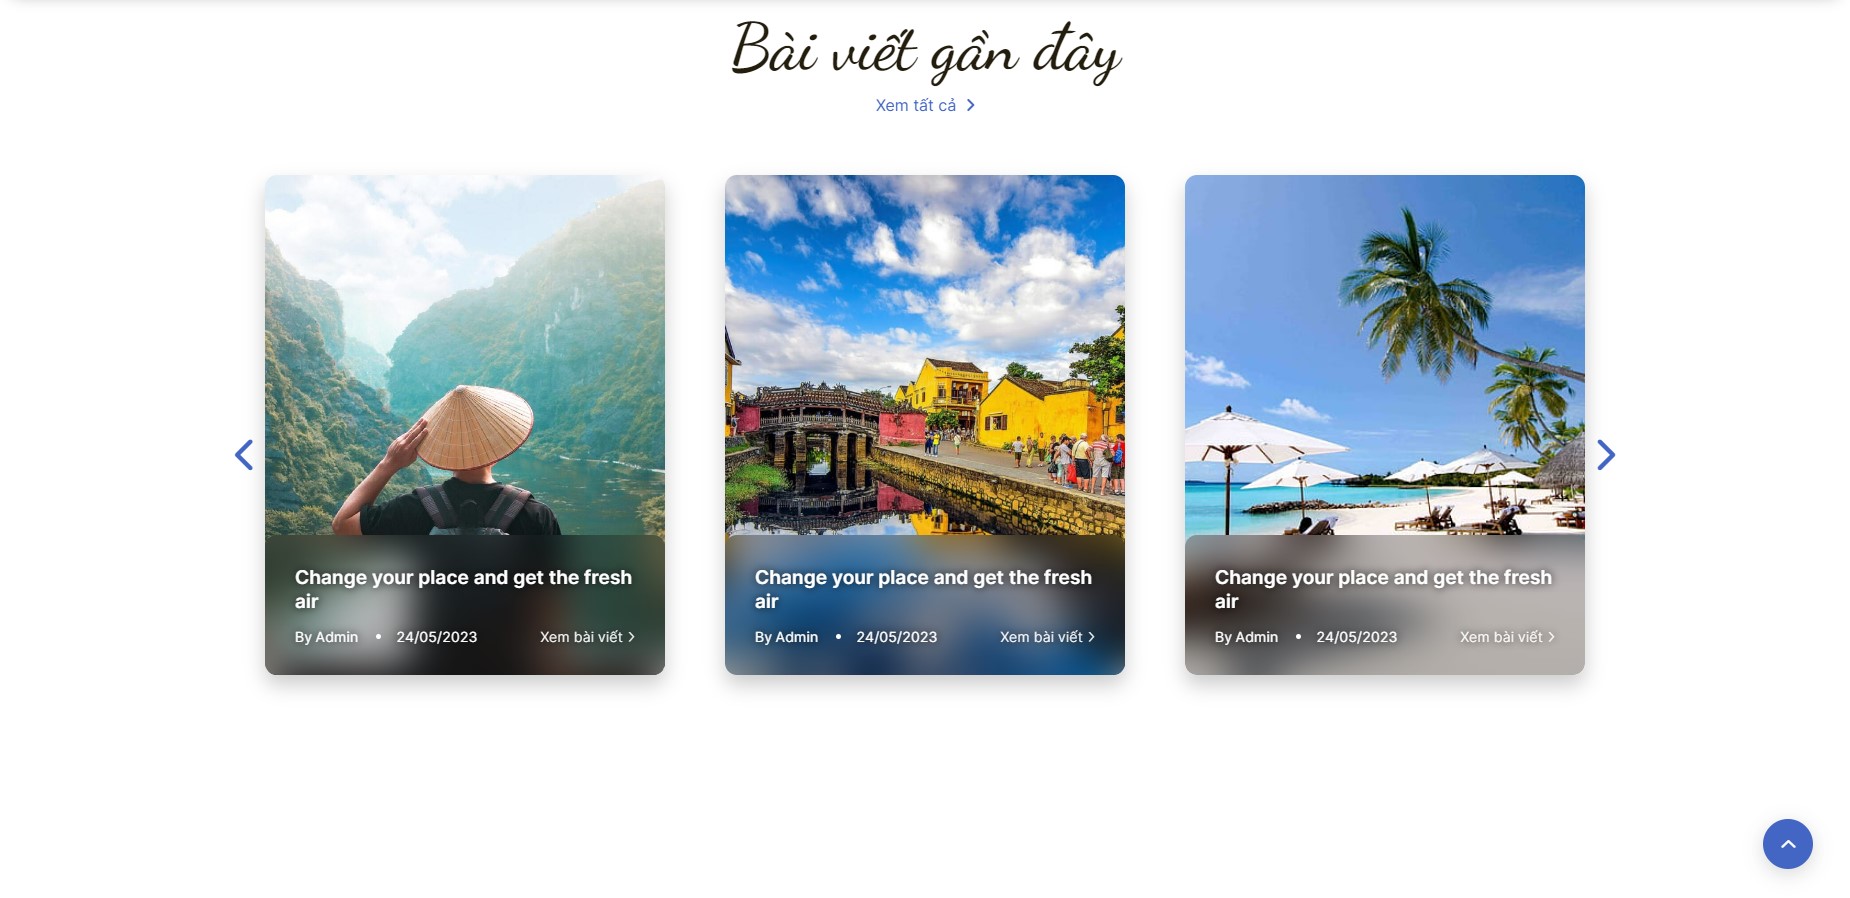 Bài viết gần đây
Xem tất cả
Change your place and get the fresh
air
By Admin • 24/05/2023 Xem bài viết
Change your place and get the fresh
air
By Admin • 24/05/2023 Xem bài viết
Change your place and get the fresh
air
By Admin • 24/05/2023 Xem bài viết